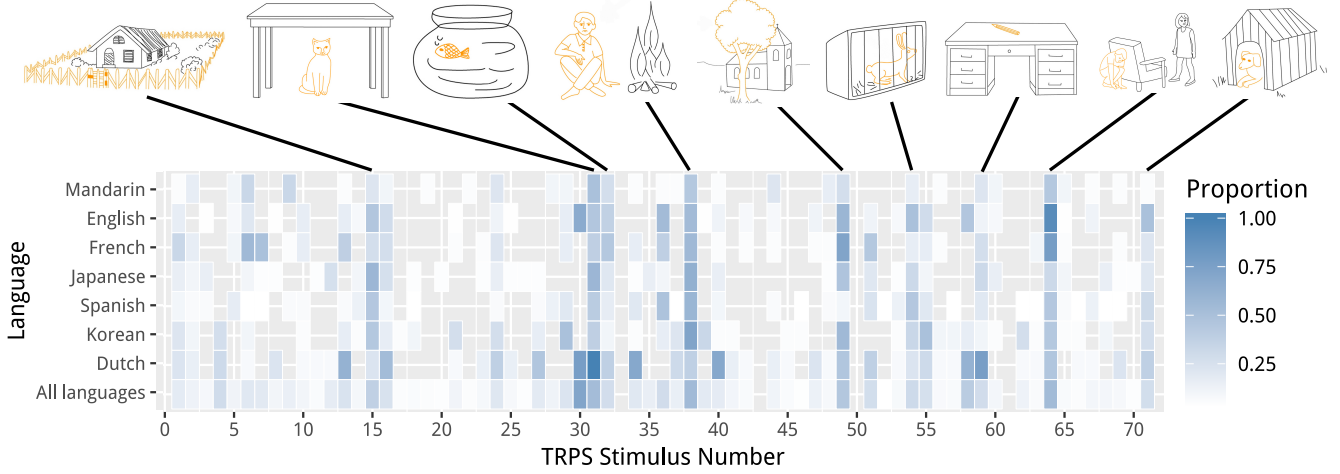 Language
Mandarin
English
French
Japanese
Spanish
Korean
Dutch
All languages
0 5 10 15 20 25 30 35 40 45 50 55 60 65 70
TRPS Stimulus Number
Proportion
1.00
0.75
0.50
0.25